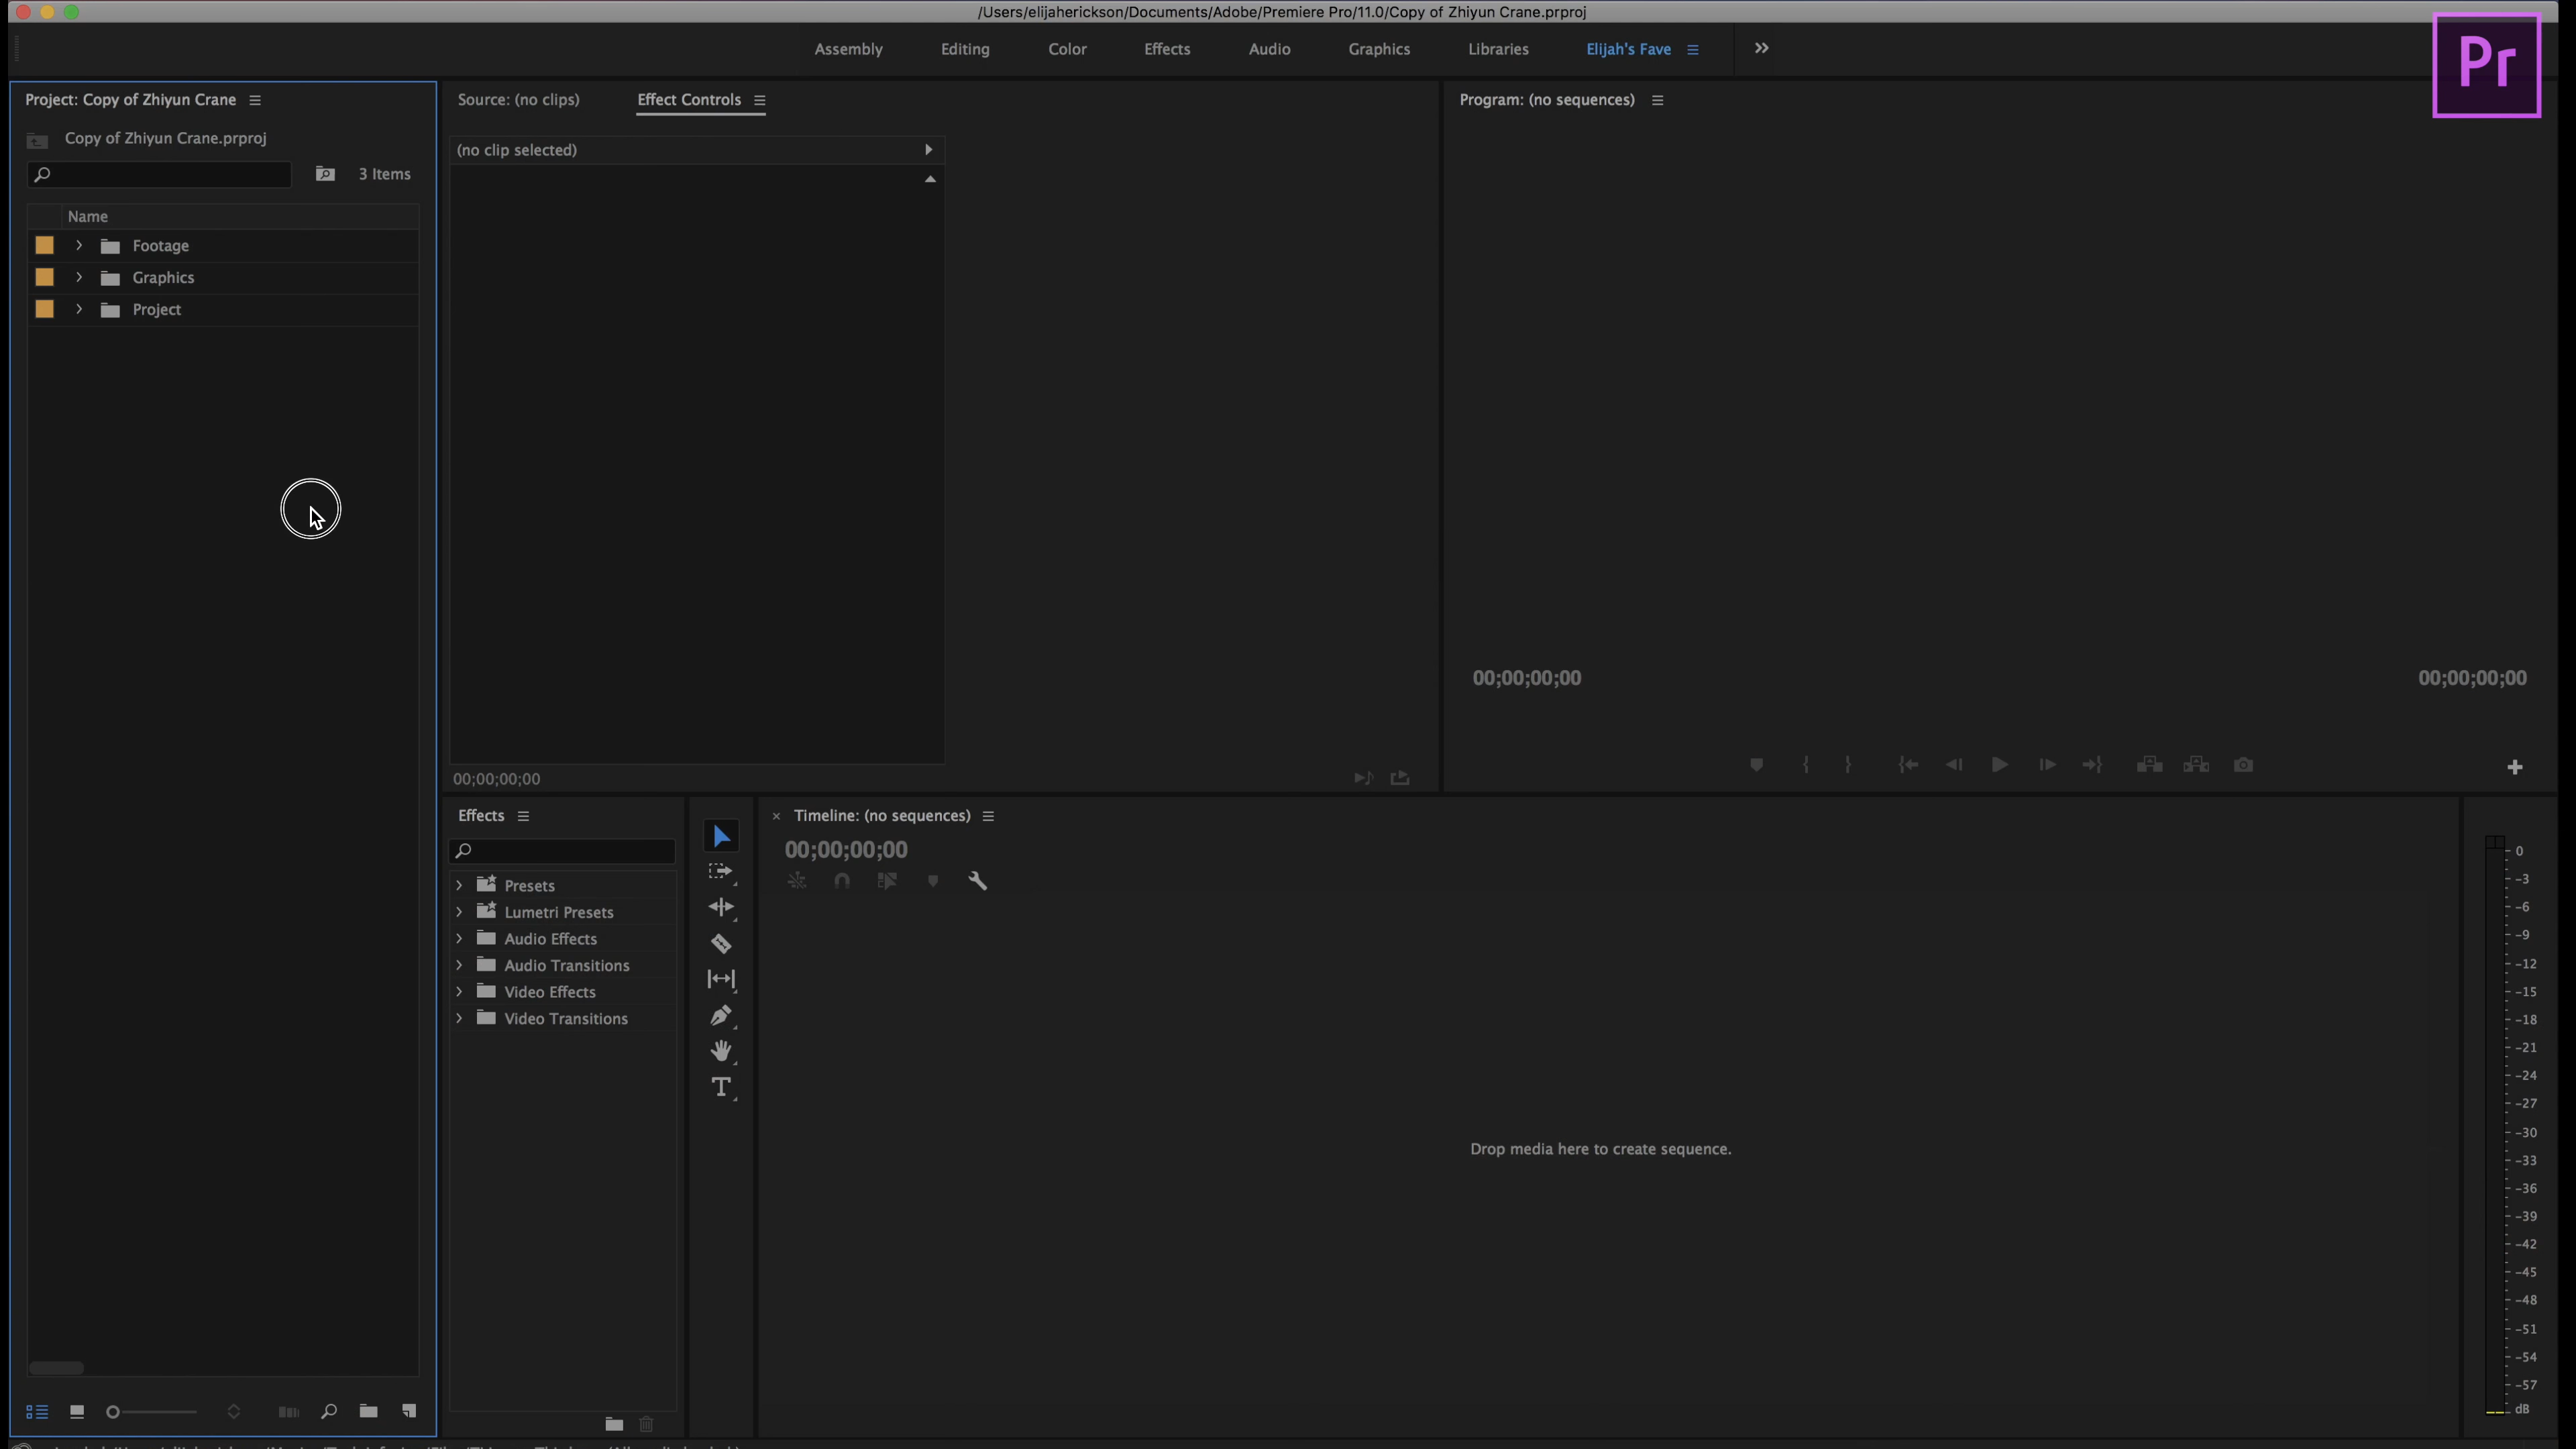 /Users/elijaherickson/Documents/Adobe/Premiere Pro/11.0/Copy of Zhiyun Crane.prproj
Assembly Editing Color Effects Audio Graphics Libraries Elijah's Fave
Pr
Project: Copy of Zhiyun Crane
Copy of Zhiyun Crane.prproj
3 Items
Name
Footage
Graphics
Project
Source: (no clips) Effect Controls
(no clip selected)
00;00;00;00
Program: (no sequences)
00;00;00;00 00;00;00;00
Effects
Presets
Lumetri Presets
Audio Effects
Audio Transitions
Video Effects
Video Transitions
× Timeline: (no sequences)
00;00;00;00
Drop media here to create sequence.
0
-3
-6
-9
-12
-15
-18
-21
-24
-27
-30
-33
-36
-39
-42
-45
-48
-51
-54
-57
dB